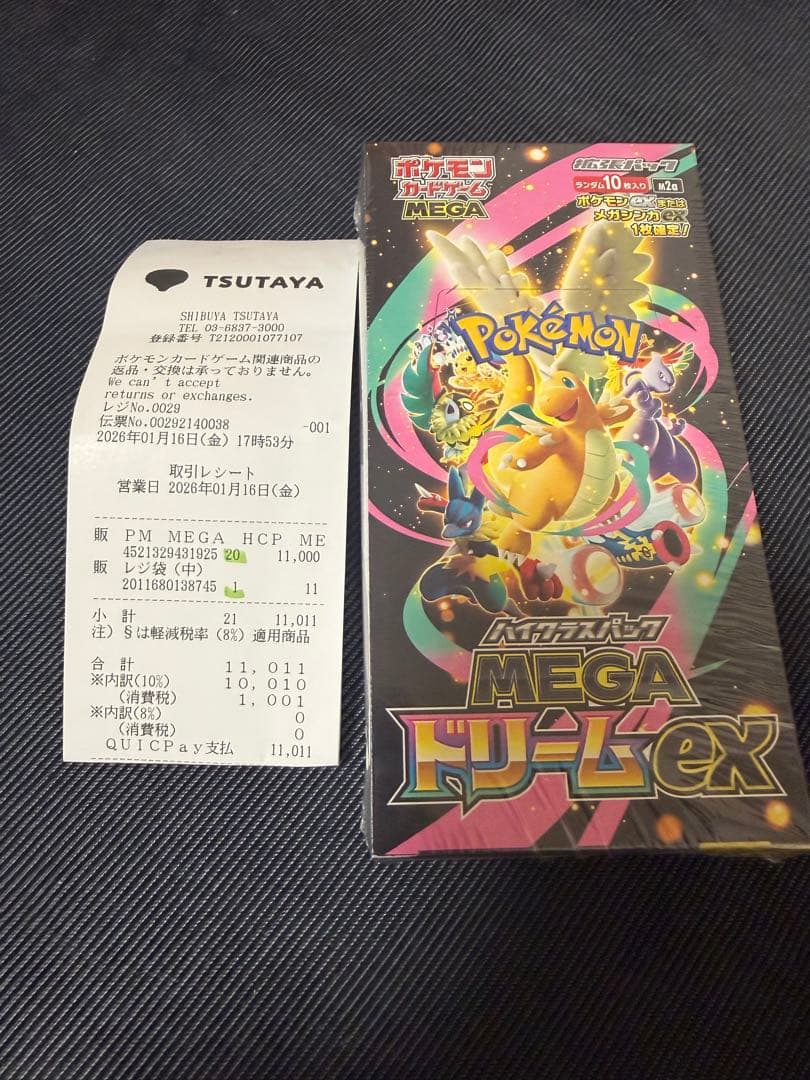 TSUTAYA
SHIBUYA TSUTAYA
TEL 03-6837-3000
登録番号 T2120001077107
ポケモンカードゲーム関連商品の
返品・交換は承っておりません。
We can't accept
returns or exchanges.
レジNo.0029
伝票No.00292140038 -001
2026年01月16日(金) 17時53分
取引レシート
営業日 2026年01月16日(金)
販 PM MEGA HCP ME
4521329431925 20 11,000
販 レジ袋(中)
2011680138745 1 11
小 計 21 11,011
注)§は軽減税率(8%)適用商品
合 計 11,011
※内訳(10%) 10,010
(消費税) 1,001
※内訳(8%) 0
(消費税) 0
QUICPay支払 11,011
ポケモン
カードゲーム
MEGA
拡張パック
ランダム10枚入り M2a
ポケモンexまたは
メガシンカex
1枚確定!
POKÉMON
ハイクラスパック
MEGA
ドリームex